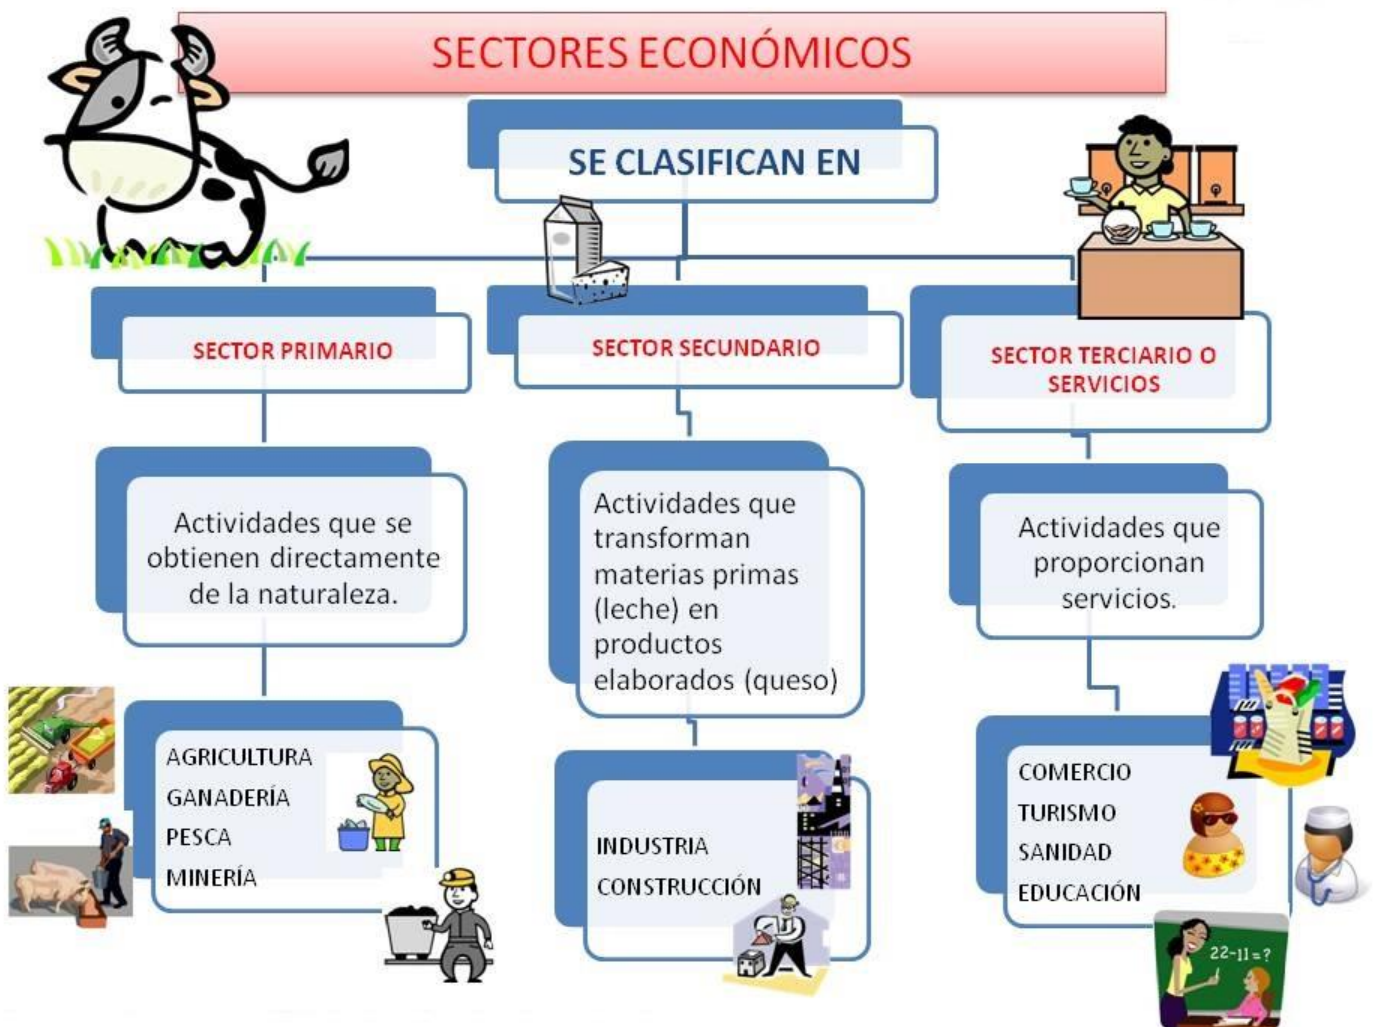 SECTORES ECONÓMICOS
SE CLASIFICAN EN
SECTOR PRIMARIO
Actividades que se
obtienen directamente
de la naturaleza.
AGRICULTURA
GANADERÍA
PESCA
MINERÍA
SECTOR SECUNDARIO
Actividades que
transforman
materias primas
(leche) en
productos
elaborados (queso)
INDUSTRIA
CONSTRUCCIÓN
SECTOR TERCIARIO O
SERVICIOS
Actividades que
proporcionan
servicios.
COMERCIO
TURISMO
SANIDAD
EDUCACIÓN
22-11=?